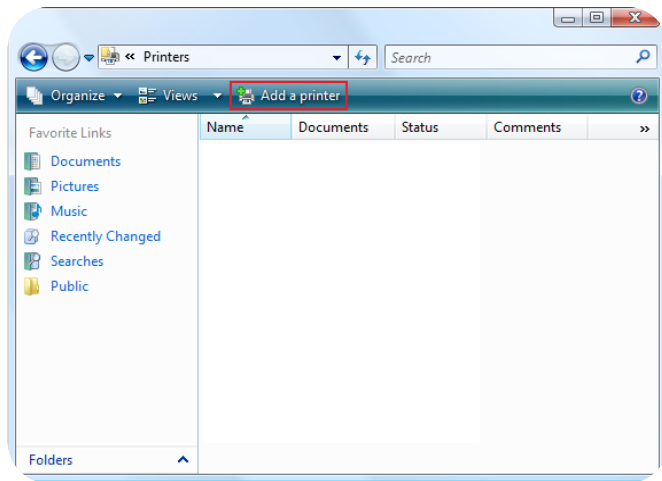 « Printers
Search
Organize Views Add a printer
Favorite Links
Documents
Pictures
Music
Recently Changed
Searches
Public
Folders
Name Documents Status Comments »